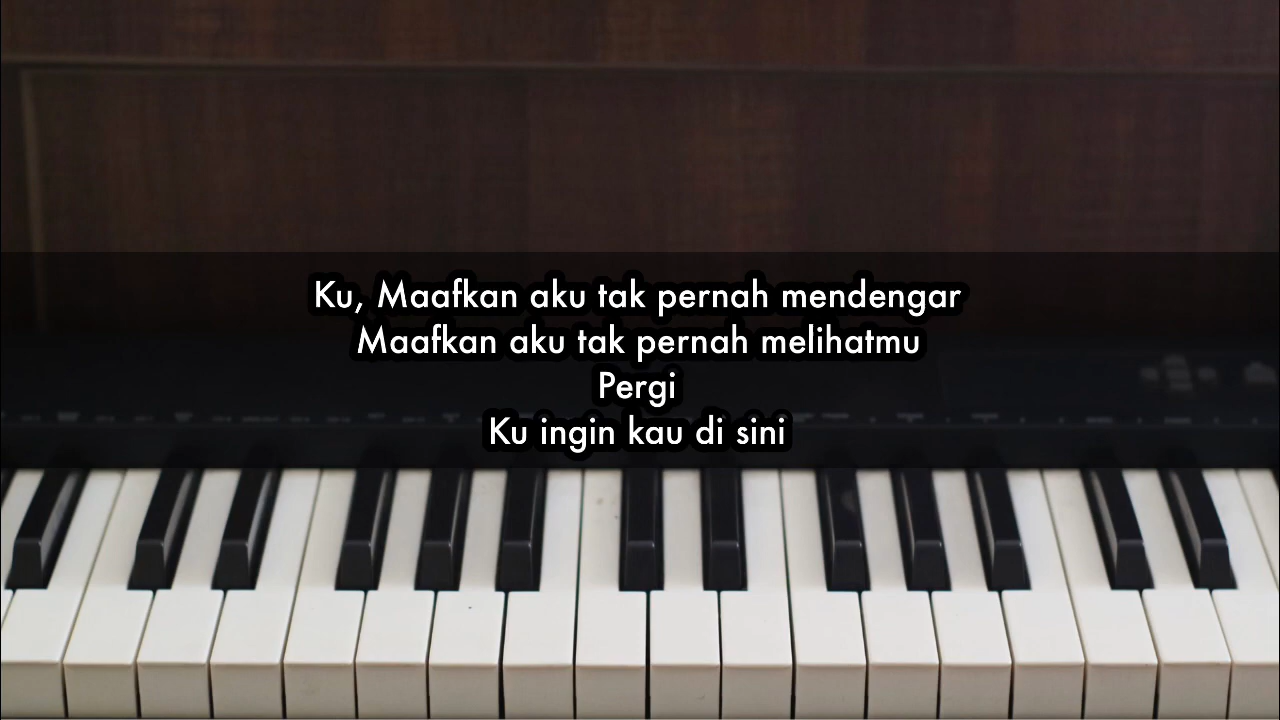 Ku, Maafkan aku tak pernah mendengar
Maafkan aku tak pernah melihatmu
Pergi
Ku ingin kau di sini